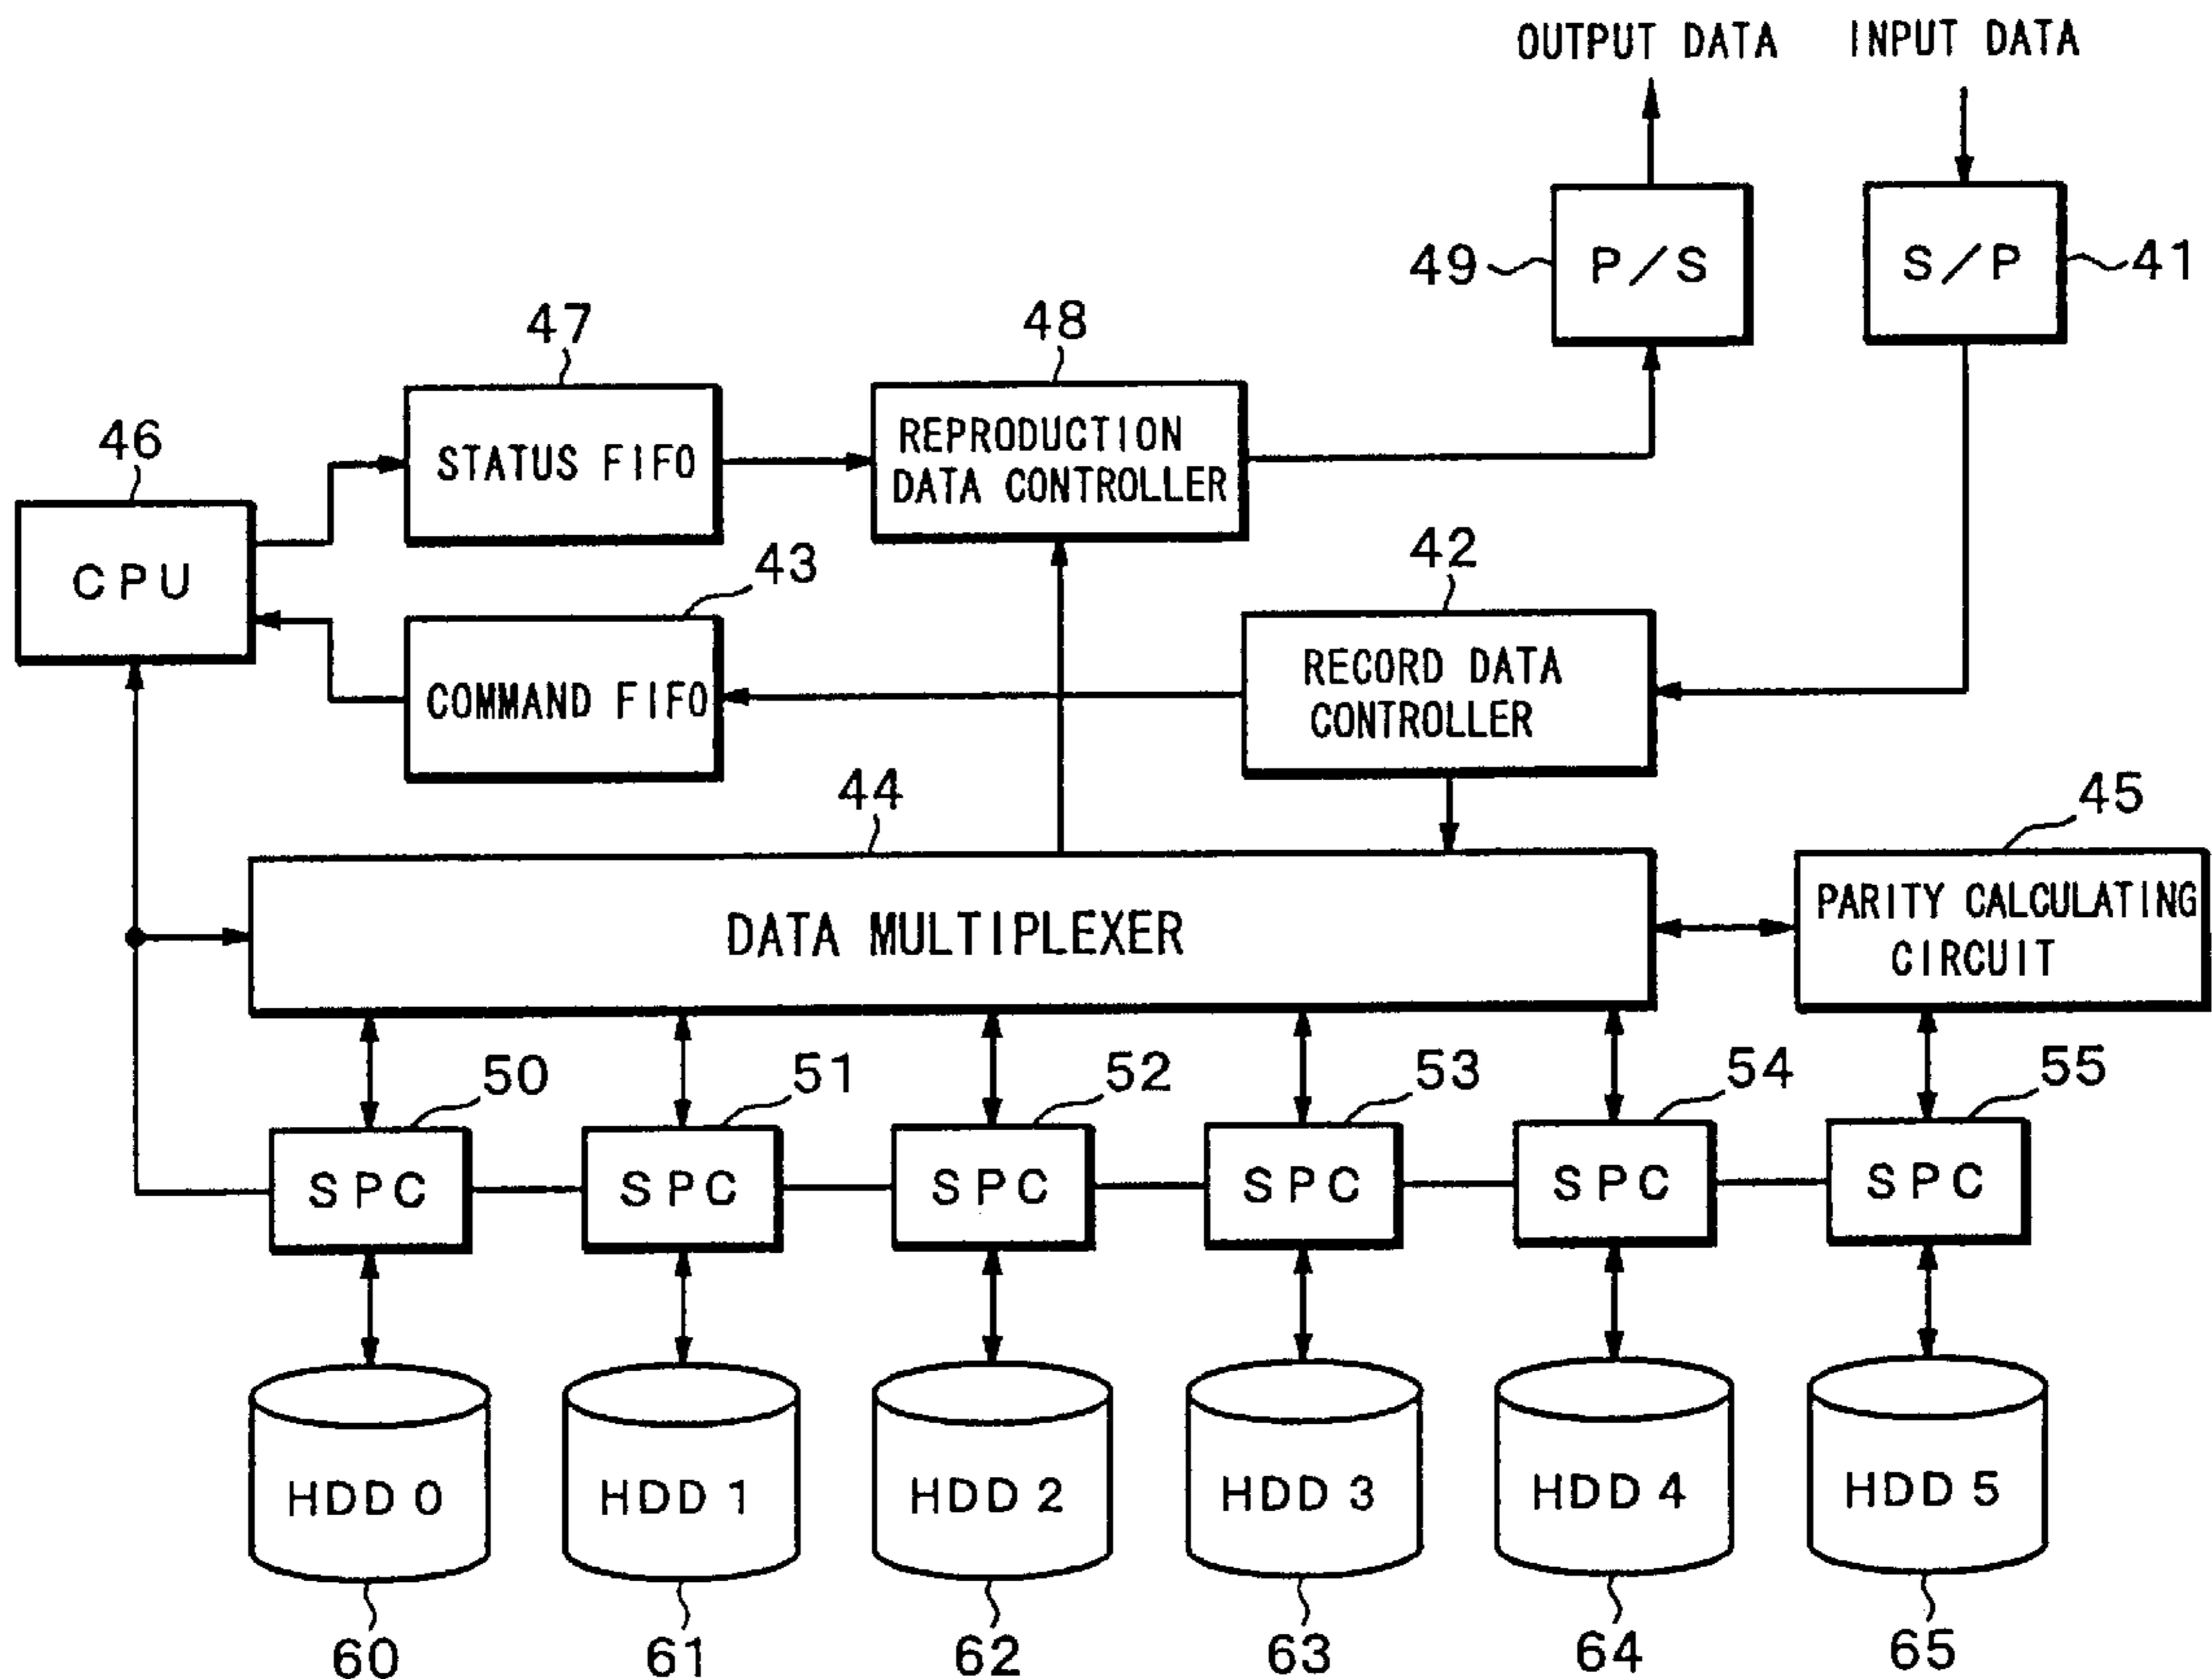 OUTPUT DATA
INPUT DATA
49
P/S
S/P
41
47
48
46
STATUS FIFO
REPRODUCTION
DATA CONTROLLER
CPU
43
42
COMMAND FIFO
RECORD DATA
CONTROLLER
44
45
DATA MULTIPLEXER
PARITY CALCULATING
CIRCUIT
50
51
52
53
54
55
SPC
SPC
SPC
SPC
SPC
SPC
HDD 0
HDD 1
HDD 2
HDD 3
HDD 4
HDD 5
60
61
62
63
64
65